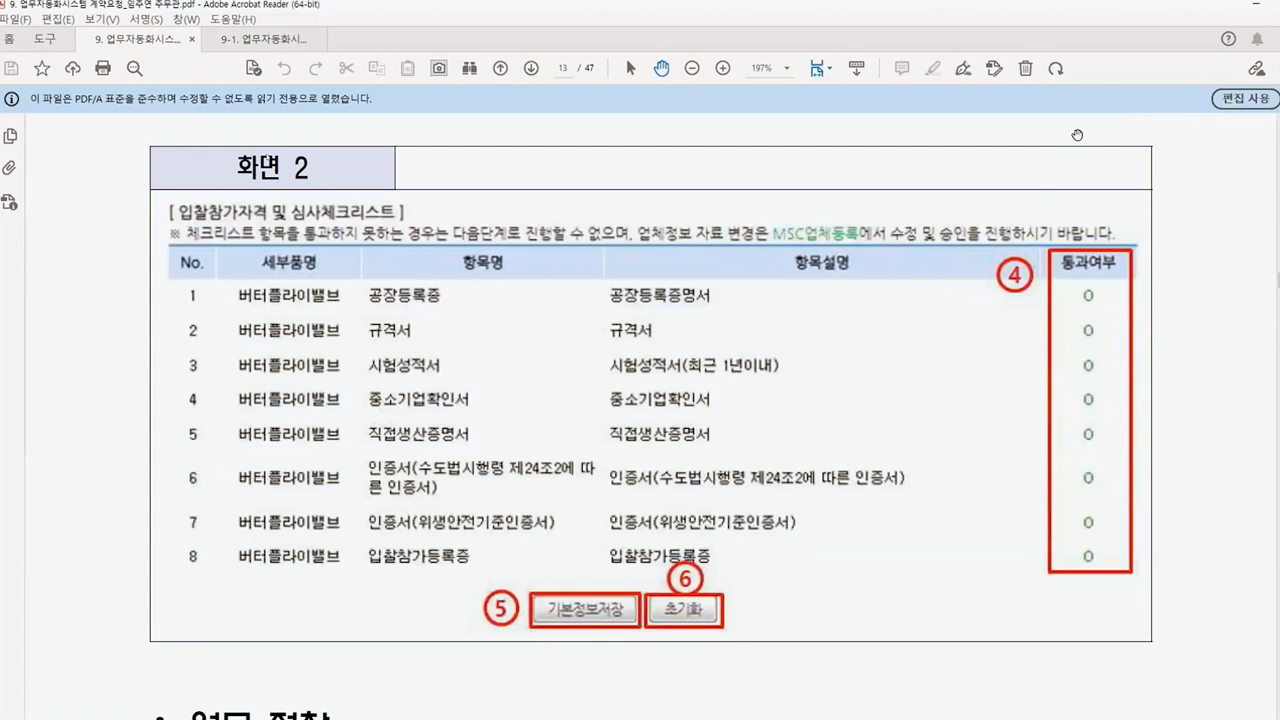 9. 업무자동화시스템 계약요청_임주연 주무관.pdf - Adobe Acrobat Reader (64-bit)
파일(F) 편집(E) 보기(V) 서명(S) 창(W) 도움말(H)
홈 도구 9. 업무자동화시스... × 9-1. 업무자동화시...
13 / 47 197%
이 파일은 PDF/A 표준을 준수하며 수정할 수 없도록 읽기 전용으로 열렸습니다. 편집 사용
화면 2
[ 입찰참가자격 및 심사체크리스트 ]
※ 체크리스트 항목을 통과하지 못하는 경우는 다음단계로 진행할 수 없으며, 업체정보 자료 변경은 MSC업체등록에서 수정 및 승인을 진행하시기 바랍니다.
No. 세부품명 항목명 항목설명 ④ 통과여부
1 버터플라이밸브 공장등록증 공장등록증명서 O
2 버터플라이밸브 규격서 규격서 O
3 버터플라이밸브 시험성적서 시험성적서(최근 1년이내) O
4 버터플라이밸브 중소기업확인서 중소기업확인서 O
5 버터플라이밸브 직접생산증명서 직접생산증명서 O
6 버터플라이밸브 인증서(수도법시행령 제24조2에 따 인증서(수도법시행령 제24조2에 따른 인증서) O
른 인증서)
7 버터플라이밸브 인증서(위생안전기준인증서) 인증서(위생안전기준인증서) O
8 버터플라이밸브 입찰참가등록증 입찰참가등록증 O
⑥
⑤ 기본정보저장 초기화